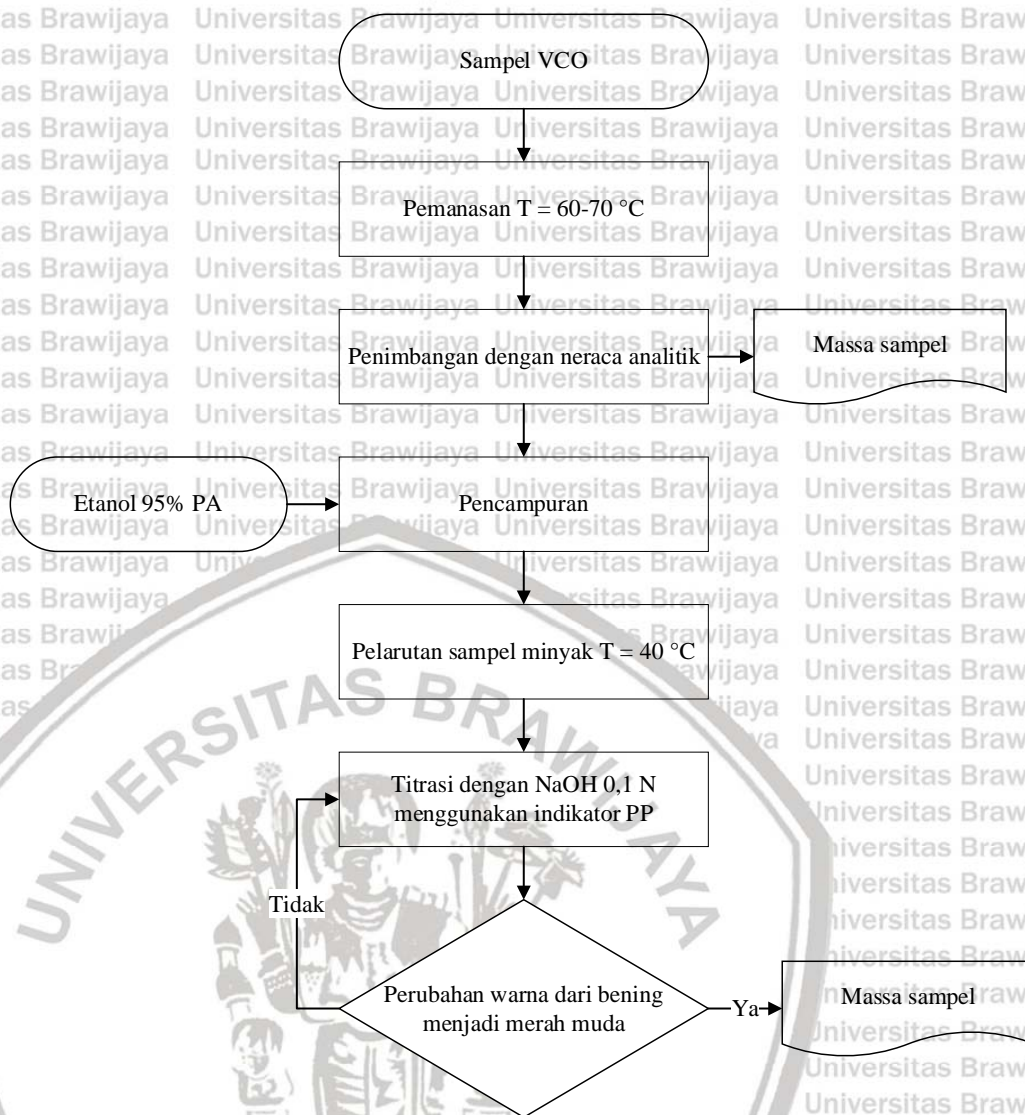 Sampel VCO
Pemanasan T = 60-70 °C
Penimbangan dengan neraca analitik
Massa sampel
Etanol 95% PA
Pencampuran
Pelarutan sampel minyak T = 40 °C
Titrasi dengan NaOH 0,1 N
menggunakan indikator PP
Tidak
Perubahan warna dari bening
menjadi merah muda
Ya
Massa sampel
UNIVERSITAS BRAWIJAYA